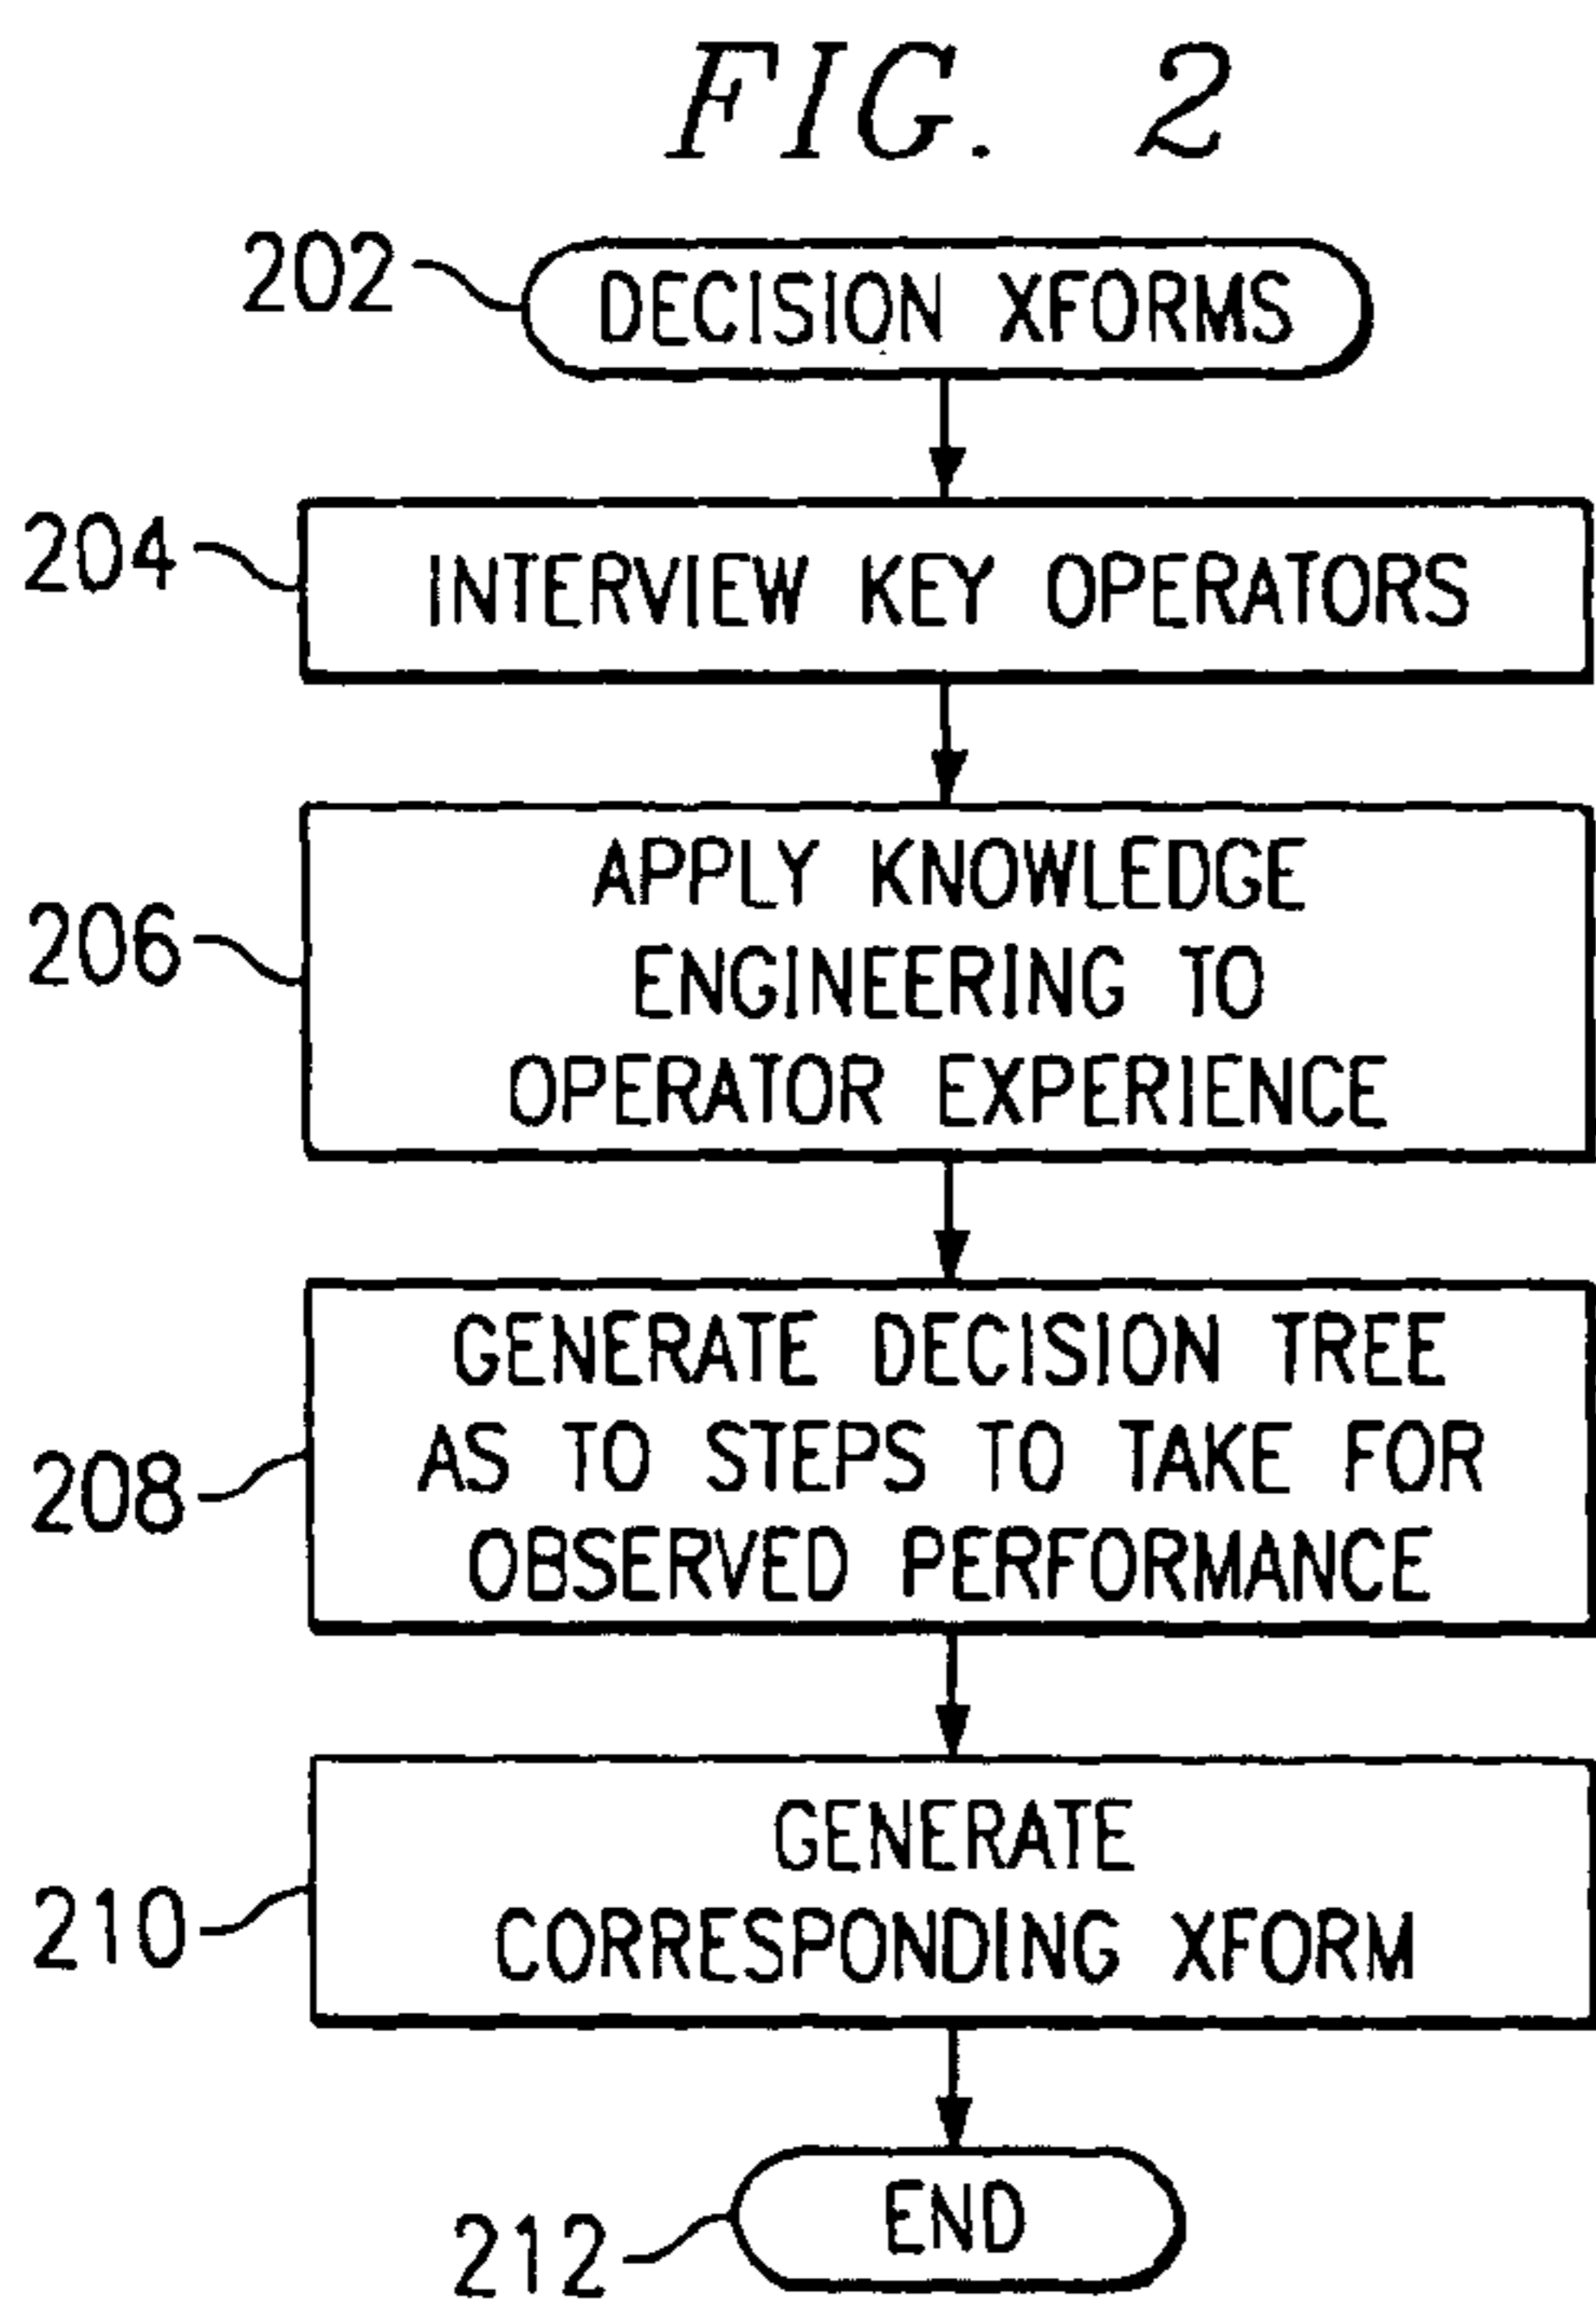 FIG. 2
202
DECISION XFORMS
204
INTERVIEW KEY OPERATORS
206
APPLY KNOWLEDGE
ENGINEERING TO
OPERATOR EXPERIENCE
208
GENERATE DECISION TREE
AS TO STEPS TO TAKE FOR
OBSERVED PERFORMANCE
210
GENERATE
CORRESPONDING XFORM
212
END